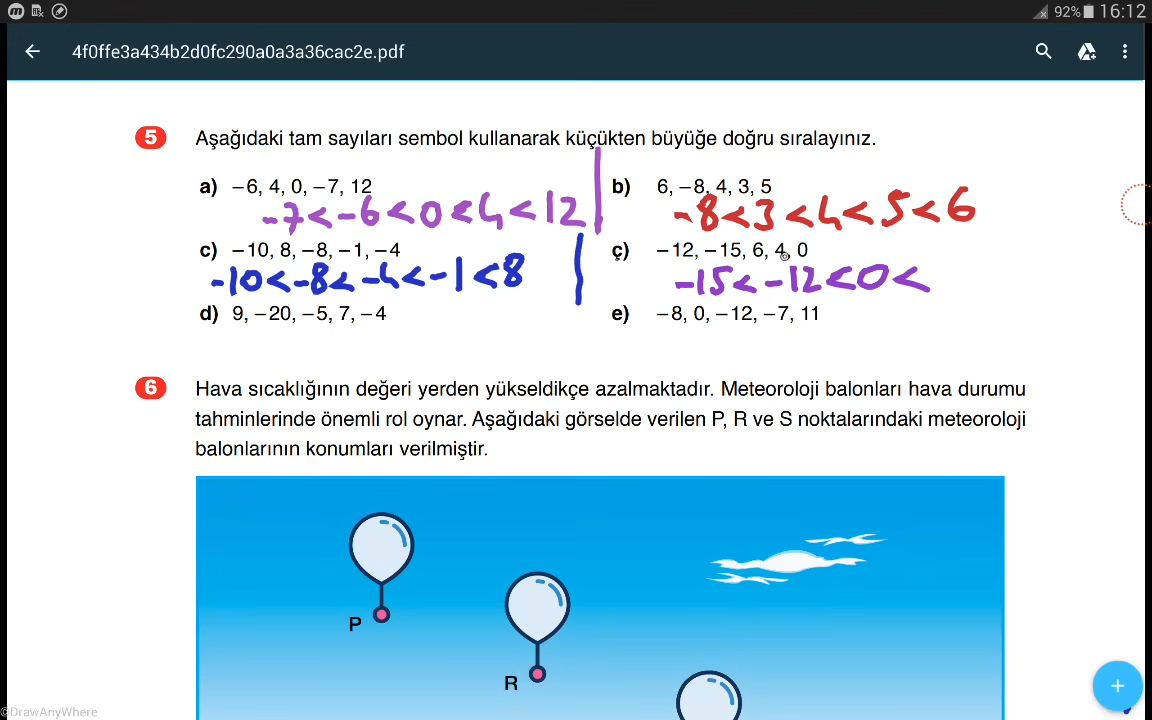 92% 16:12
4f0ffe3a434b2d0fc290a0a3a36cac2e.pdf
5 Aşağıdaki tam sayıları sembol kullanarak küçükten büyüğe doğru sıralayınız.
a) −6, 4, 0, −7, 12
-7 < -6 < 0 < 4 < 12
b) 6, −8, 4, 3, 5
-8 < 3 < 4 < 5 < 6
c) −10, 8, −8, −1, −4
-10 < -8 < -4 < -1 < 8
ç) −12, −15, 6, 4, 0
-15 < -12 < 0 <
d) 9, −20, −5, 7, −4
e) −8, 0, −12, −7, 11
6 Hava sıcaklığının değeri yerden yükseldikçe azalmaktadır. Meteoroloji balonları hava durumu
tahminlerinde önemli rol oynar. Aşağıdaki görselde verilen P, R ve S noktalarındaki meteoroloji
balonlarının konumları verilmiştir.
P
R
©DrawAnyWhere